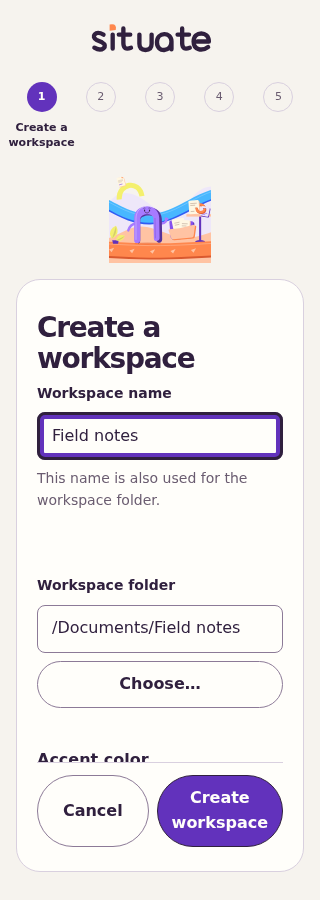 situate
1
2
3
4
5
Create a
workspace
Create a
workspace
Workspace name
Field notes
This name is also used for the
workspace folder.
Workspace folder
/Documents/Field notes
Choose…
Accent color
Cancel
Create
workspace